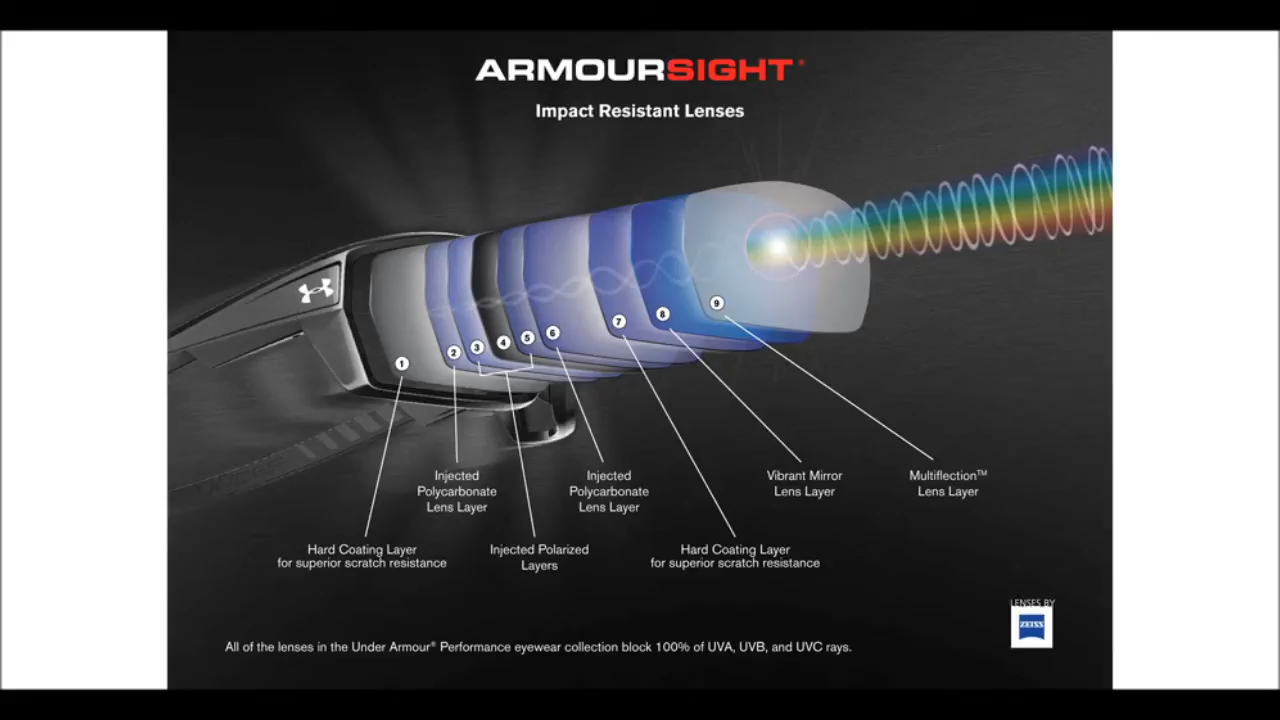 ARMOURSIGHT®
Impact Resistant Lenses
1
2
3
4
5
6
7
8
9
Injected
Polycarbonate
Lens Layer
Injected
Polycarbonate
Lens Layer
Vibrant Mirror
Lens Layer
Multiflection™
Lens Layer
Hard Coating Layer
for superior scratch resistance
Injected Polarized
Layers
Hard Coating Layer
for superior scratch resistance
LENSES BY
ZEISS
All of the lenses in the Under Armour® Performance eyewear collection block 100% of UVA, UVB, and UVC rays.